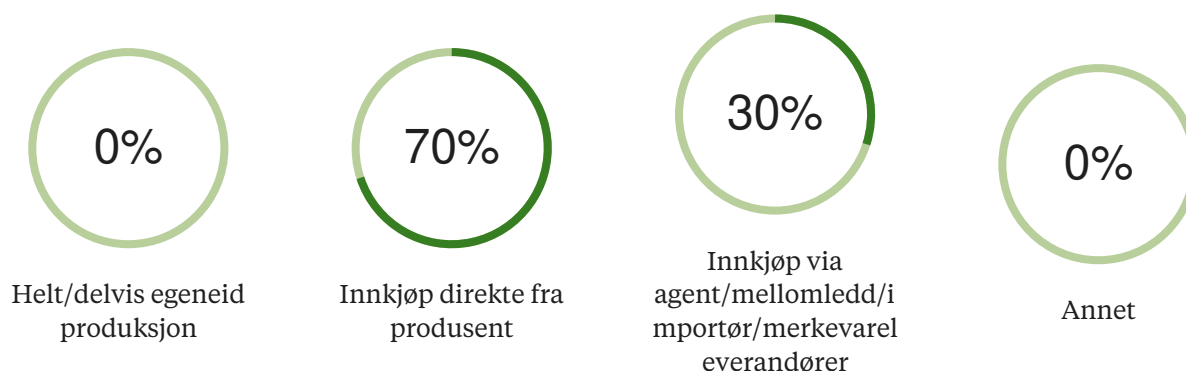 0%
Helt/delvis egeneid
produksjon
70%
Innkjøp direkte fra
produsent
30%
Innkjøp via
agent/mellomledd/i
mportør/merkevarel
everandører
0%
Annet